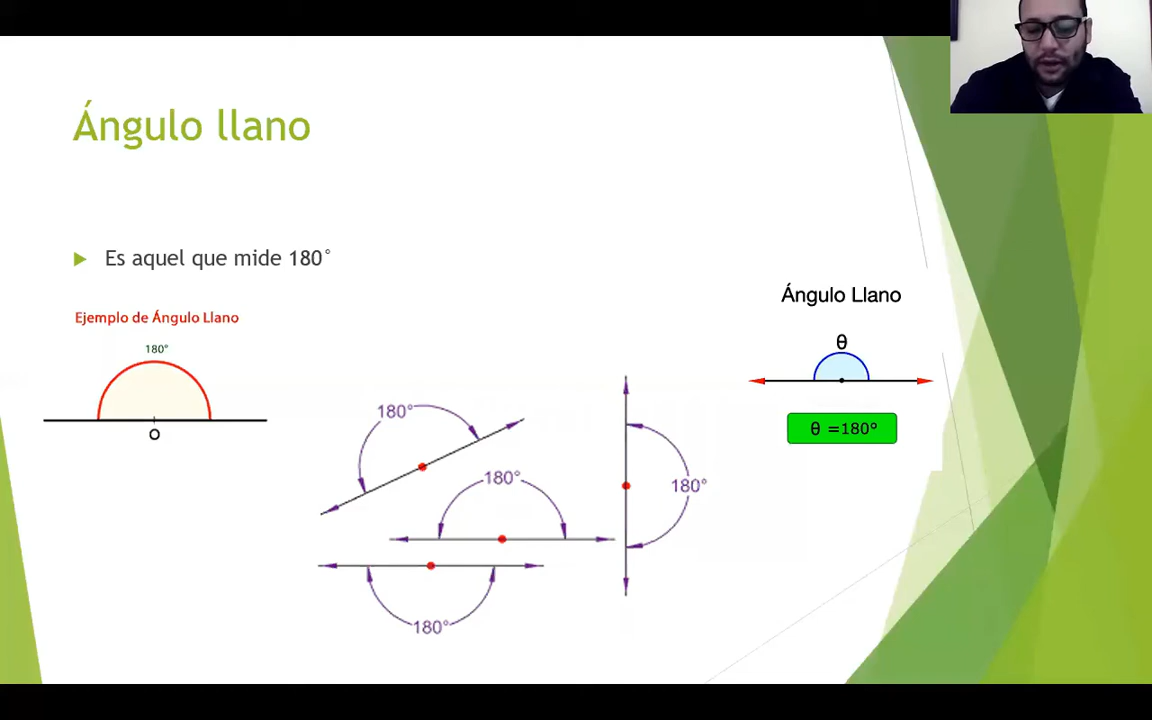 Ángulo llano
Es aquel que mide 180°
Ejemplo de Ángulo Llano
180°
O
180°
180°
180°
180°
Ángulo Llano
θ
θ =180°